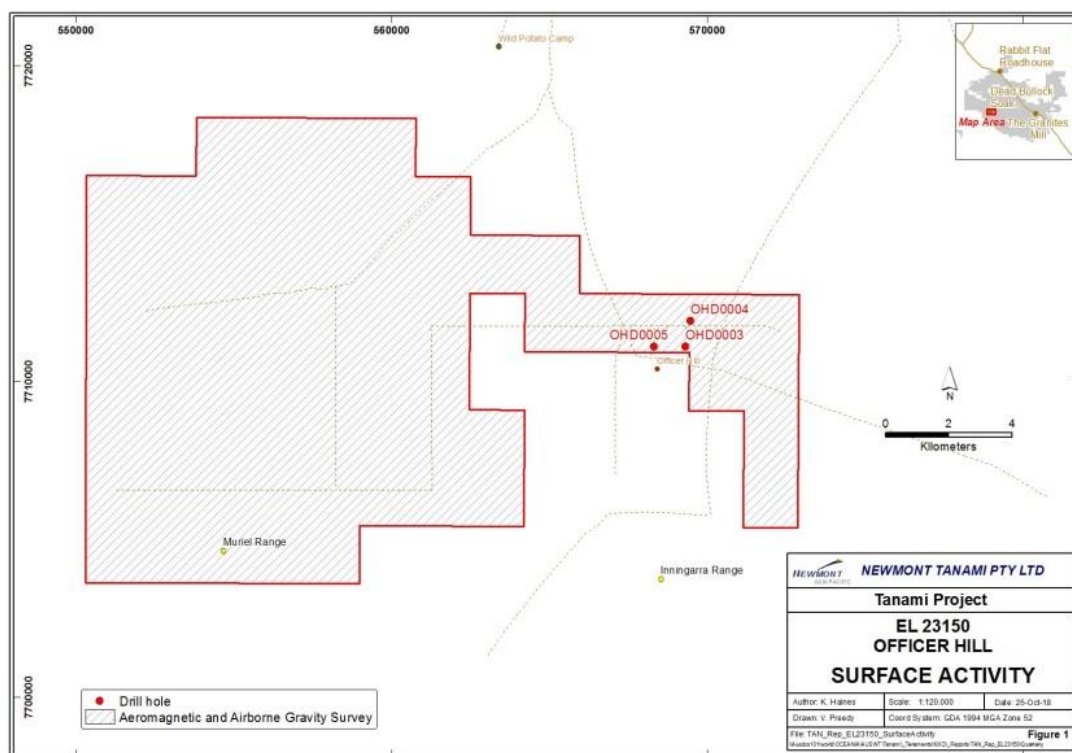 550000
560000
570000
7720000
7710000
7700000
Wild Potato Camp
Rabbit Flat
Roadhouse
Dead Bullock
Soak
Map Area
The Granites
Mill
OHD0004
OHD0005
OHD0003
Officer Hill
N
0 2 4
Kilometers
Muriel Range
Inningarra Range
Drill hole
Aeromagnetic and Airborne Gravity Survey
NEWMONT
ASIA PACIFIC
NEWMONT TANAMI PTY LTD
Tanami Project
EL 23150
OFFICER HILL
SURFACE ACTIVITY
Author: K. Haines
Scale: 1:120,000
Date: 25-Oct-18
Drawn: V. Preedy
Coord System: GDA 1994 MGA Zone 52
File: TAN_Rep_EL23150_SurfaceActivity
Figure 1